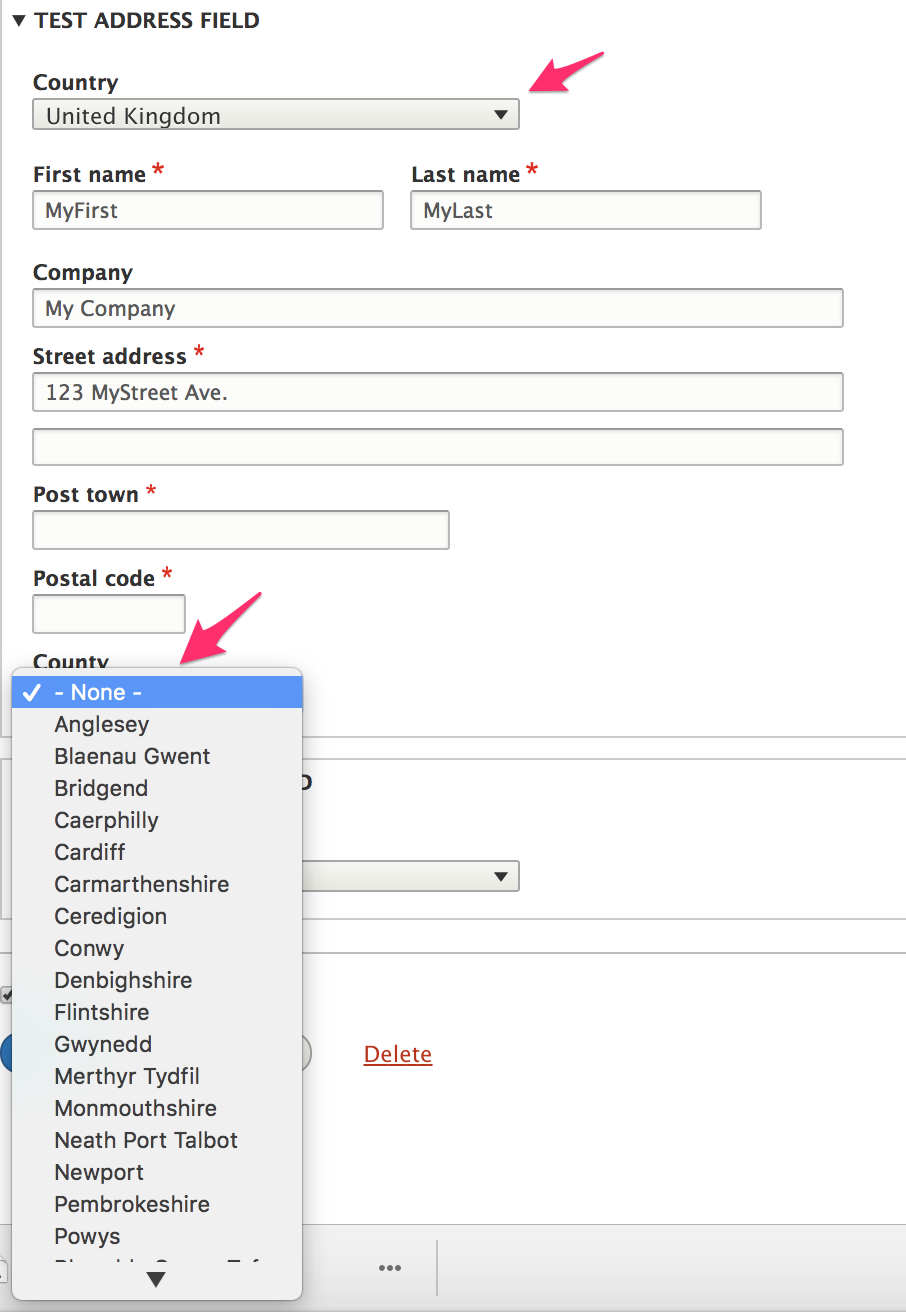 TEST ADDRESS FIELD
Country
United Kingdom
First name *
Last name *
MyFirst
MyLast
Company
My Company
Street address *
123 MyStreet Ave.
Post town *
Postal code *
County
- None -
Anglesey
Blaenau Gwent
Bridgend
Caerphilly
Cardiff
Carmarthenshire
Ceredigion
Conwy
Denbighshire
Flintshire
Gwynedd
Delete
Merthyr Tydfil
Monmouthshire
Neath Port Talbot
Newport
Pembrokeshire
Powys